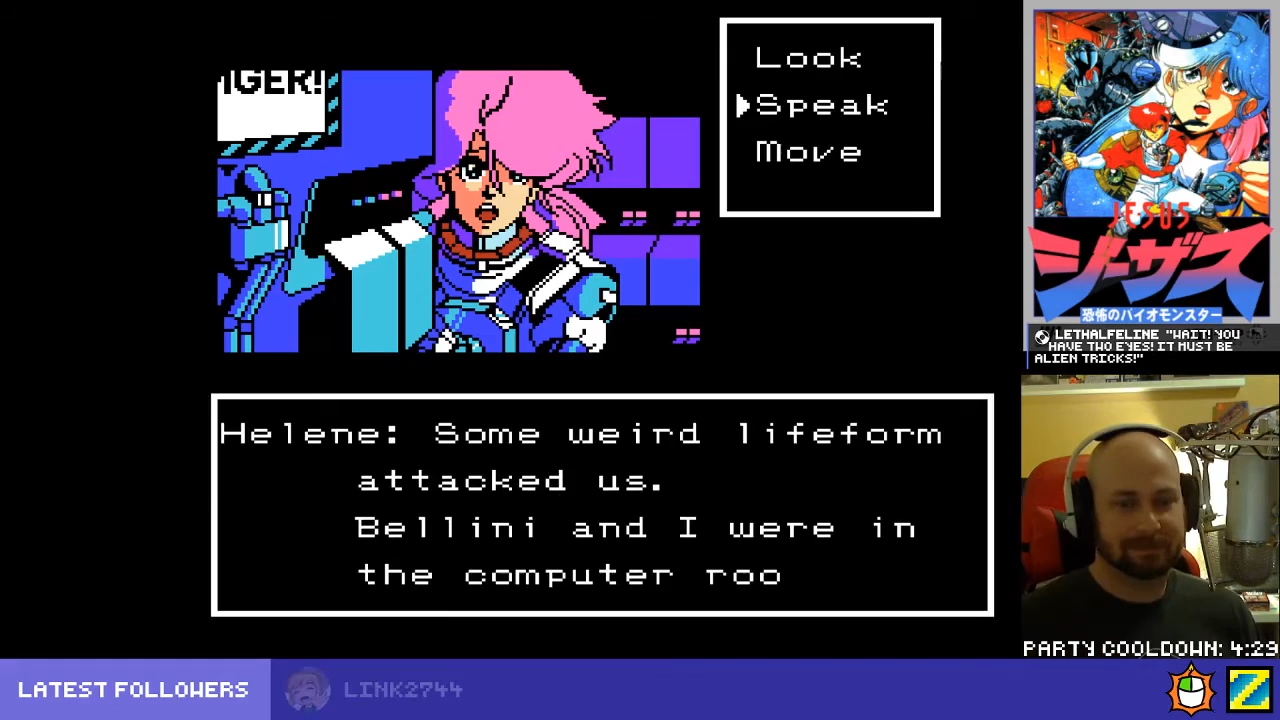 NGER!
Look
Speak
Move
Helene: Some weird lifeform
attacked us.
Bellini and I were in
the computer roo
JESUS
ジーザス
恐怖のバイオモンスター
LETHALFELINE "WAIT! YOU
HAVE TWO EYES! IT MUST BE
ALIEN TRICKS!"
PARTY COOLDOWN: 4:29
LATEST FOLLOWERS
LINK2744
Z